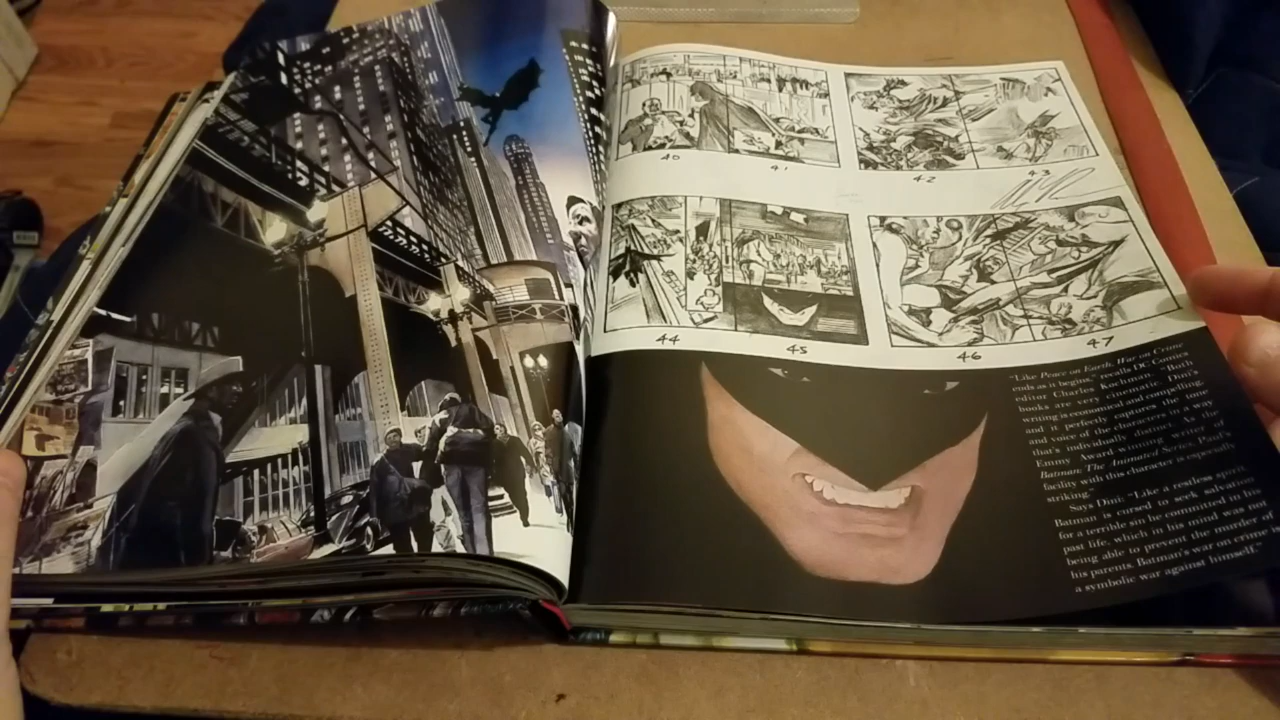 40
41
42
43
44
45
46
47
"Like Peace on Earth, War on Crime
ends as it begins," recalls DC Comics
editor Charles Kochman. "Both
books are very cinematic. Dini's
writing is economical and compelling,
and it perfectly captures the tone
and voice of the character in a way
that's individually distinct. As the
Emmy Award-winning writer of
Batman: The Animated Series, Paul's
facility with this character is especially
striking."
Says Dini: "Like a restless spirit,
Batman is cursed to seek salvation
for a terrible sin he committed in his
past life, which in his mind was not
being able to prevent the murder of
his parents. Batman's war on crime is
a symbolic war against himself."